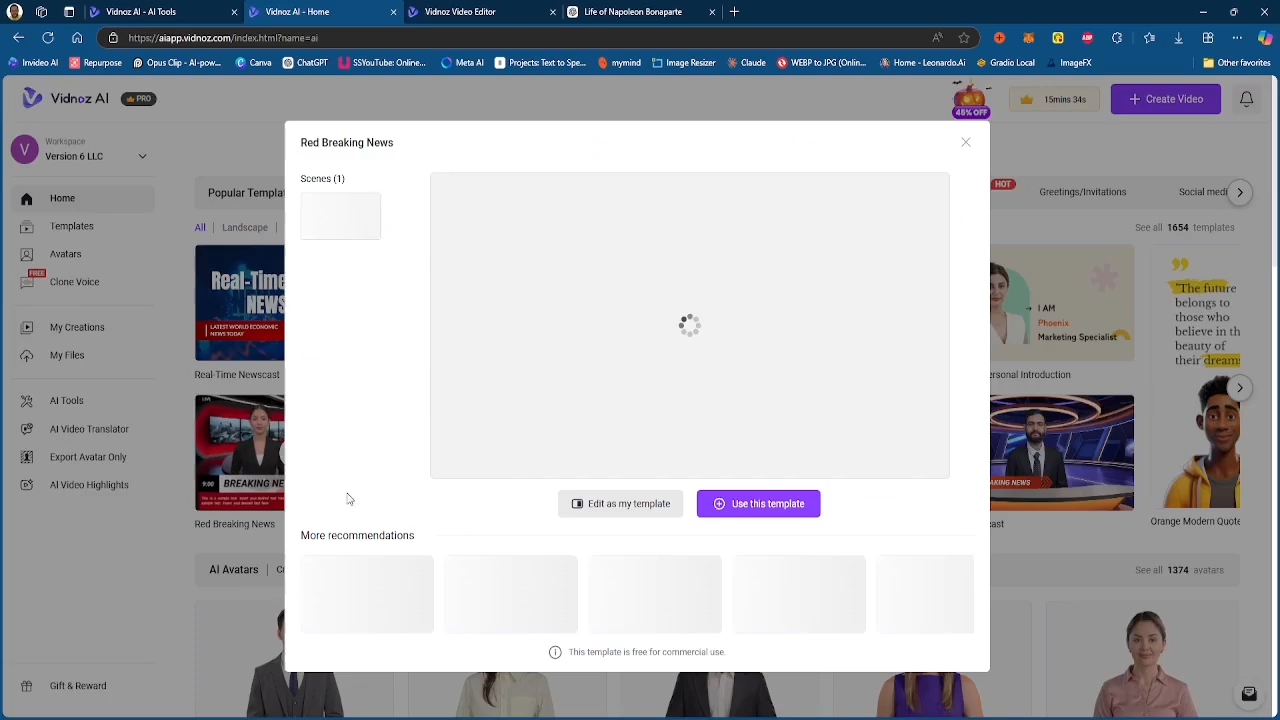 Vidnoz AI - AI Tools
Vidnoz AI - Home
Vidnoz Video Editor
Life of Napoleon Bonaparte
https://aiapp.vidnoz.com/index.html?name=ai
Invideo AI
Repurpose
Opus Clip - AI-pow...
Canva
ChatGPT
SSYouTube: Online...
Meta AI
Projects Text to Spe...
mymind
Image Resizer
Claude
WEBP to JPG (Onlin...
Home - Leonardo.Ai
Gradio Local
ImageFX
Other favorites
Vidnoz AI
PRO
45% OFF
15mins 34s
Create Video
Workspace
V
Version 6 LLC
Home
Templates
Avatars
FREE
Clone Voice
My Creations
My Files
AI Tools
AI Video Translator
Export Avatar Only
AI Video Highlights
Gift & Reward
Popular Templat
HOT
Greetings/Invitations
Social medi
All | Landscape |
See all 1654 templates
Real-Time
NEWS
LATEST WORLD ECONOMIC
NEWS TODAY
Real-Time Newscast
LIVE
9:00
BREAKING NE
Red Breaking News
I AM
Phoenix
Marketing Specialist
ersonal Introduction
"The future
belongs to
those who
believe in th
beauty of
their dreams
AKING NEWS
cast
Orange Modern Quote
AI Avatars
See all 1374 avatars
Red Breaking News
Scenes (1)
Edit as my template
Use this template
More recommendations
This template is free for commercial use.